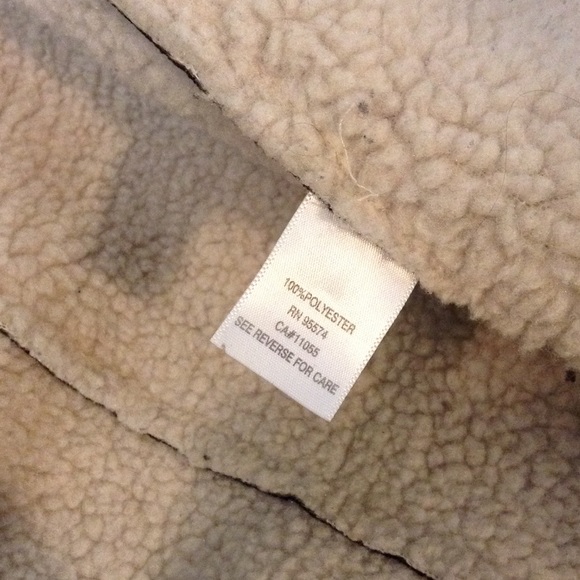 100%POLYESTER
RN 95574
CA#11055
SEE REVERSE FOR CARE